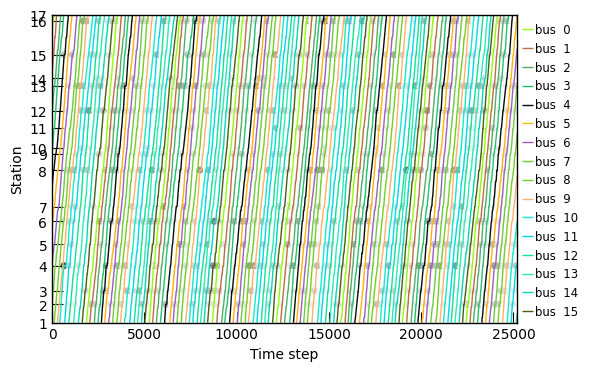 17
16
15
14
13
12
11
10
9
8
7
6
5
4
3
2
1
Station
0 5000 10000 15000 20000 25000
Time step
bus 0
bus 1
bus 2
bus 3
bus 4
bus 5
bus 6
bus 7
bus 8
bus 9
bus 10
bus 11
bus 12
bus 13
bus 14
bus 15